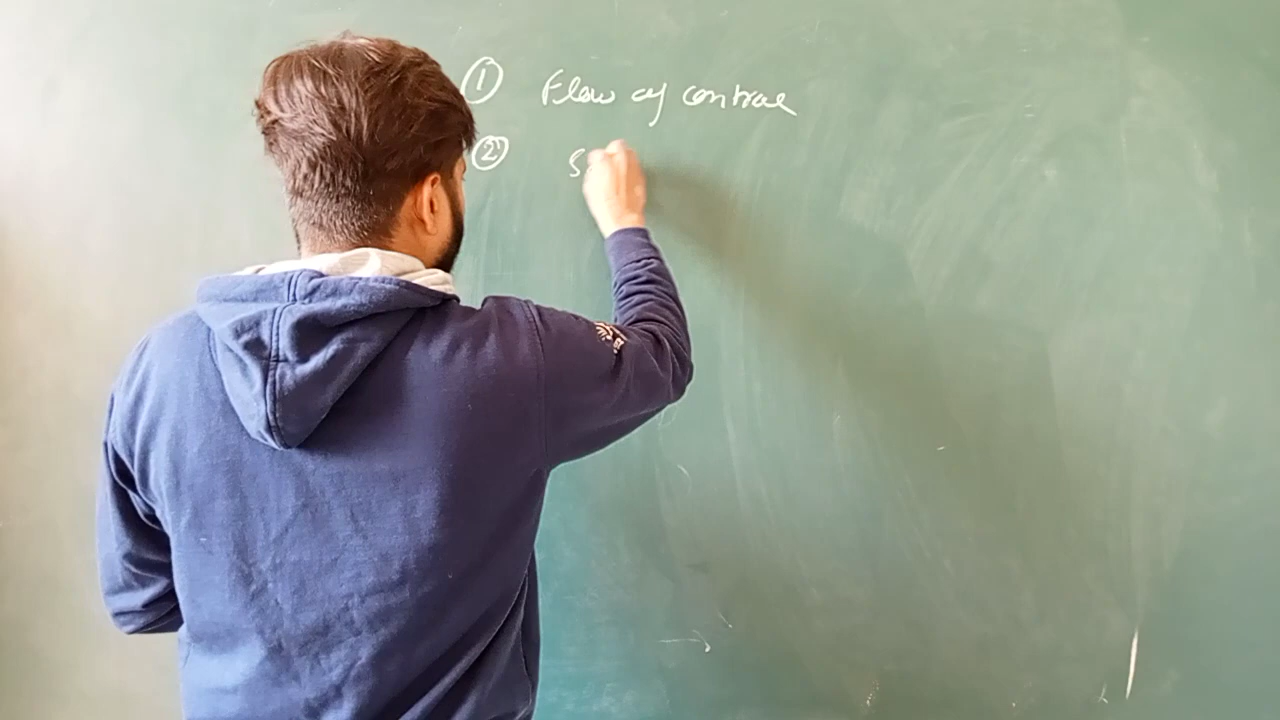 ① Flow of control
② S